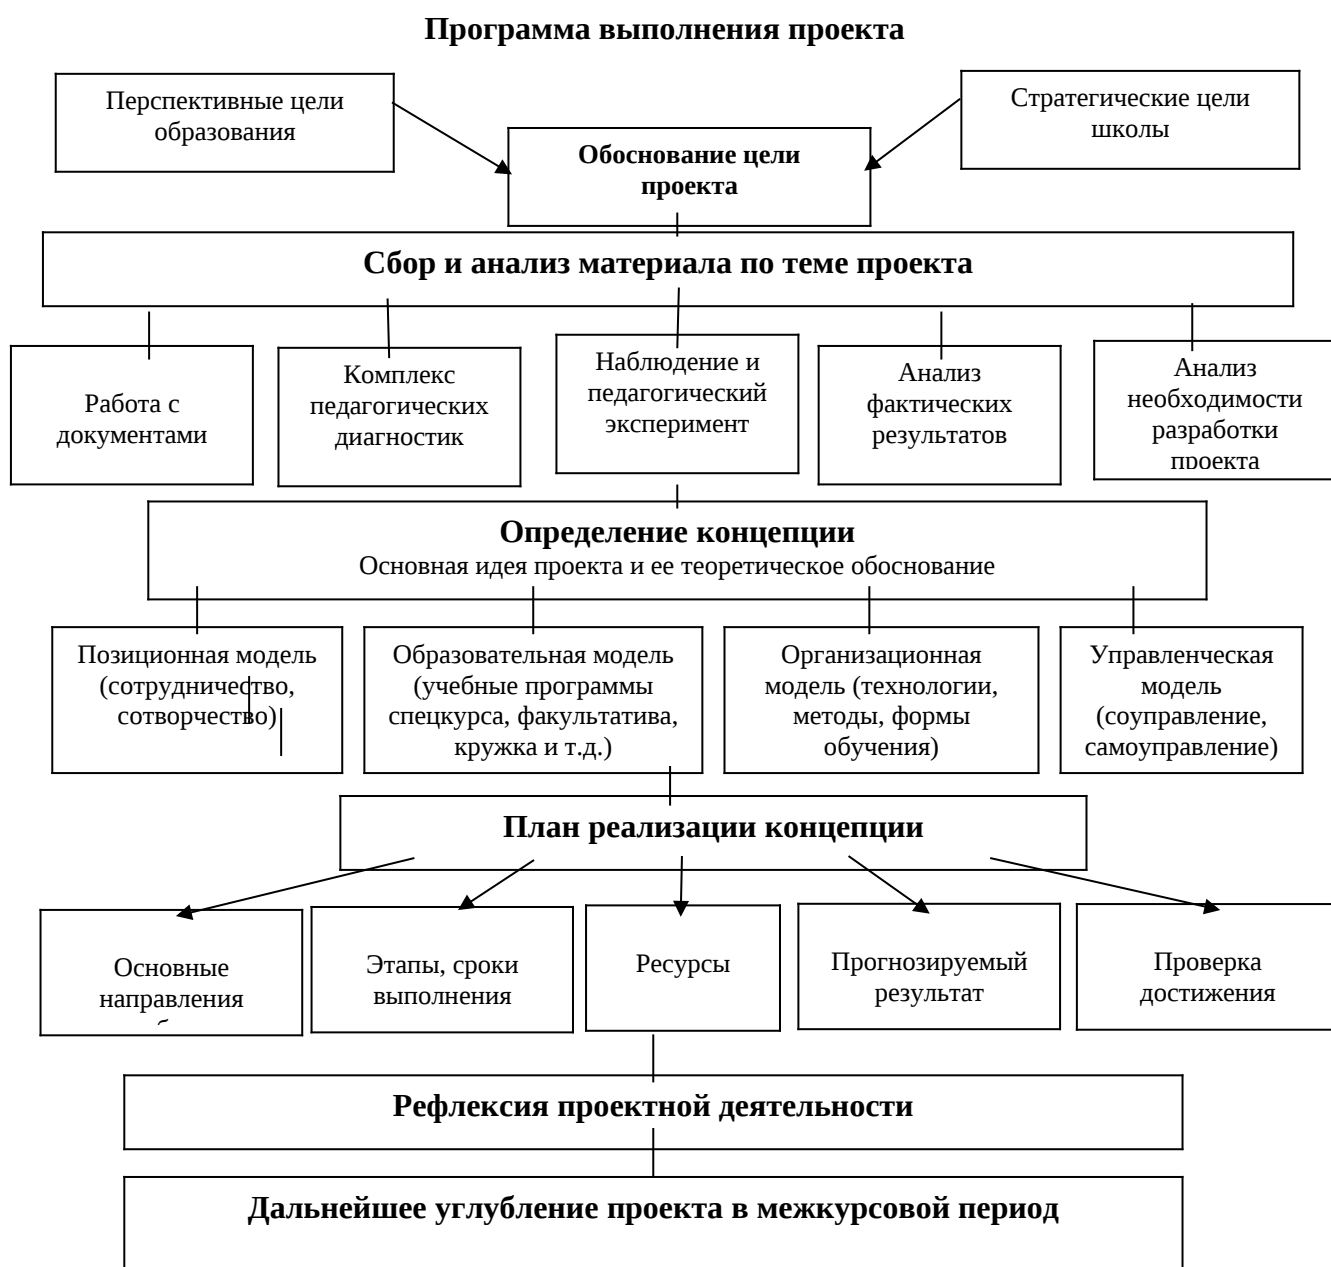 Программа выполнения проекта
Перспективные цели
образования
Стратегические цели
школы
Обоснование цели
проекта
Сбор и анализ материала по теме проекта
Работа с
документами
Комплекс
педагогических
диагностик
Наблюдение и
педагогический
эксперимент
Анализ
фактических
результатов
Анализ
необходимости
разработки
проекта
Определение концепции
Основная идея проекта и ее теоретическое обоснование
Позиционная модель
(сотрудничество,
сотворчество)
Образовательная модель
(учебные программы
спецкурса, факультатива,
кружка и т.д.)
Организационная
модель (технологии,
методы, формы
обучения)
Управленческая
модель
(соуправление,
самоуправление)
План реализации концепции
Основные
направления
Этапы, сроки
выполнения
Ресурсы
Прогнозируемый
результат
Проверка
достижения
Рефлексия проектной деятельности
Дальнейшее углубление проекта в межкурсовой период